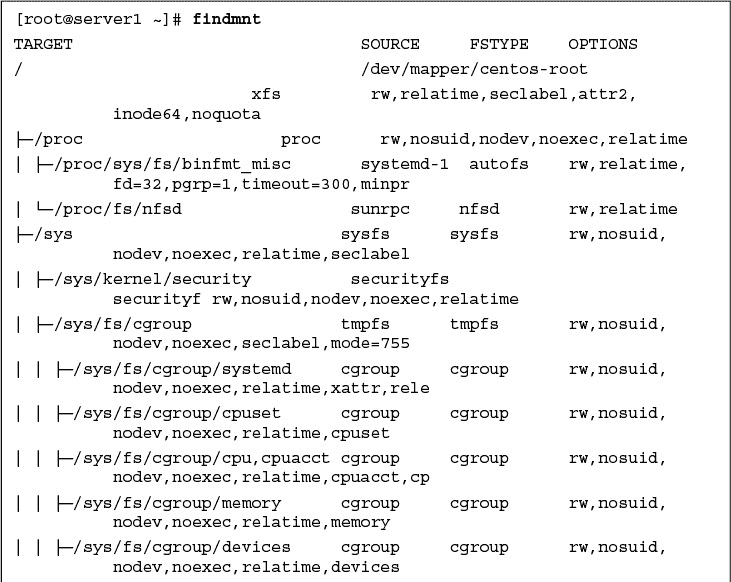 [root@server1 ~]# findmnt
TARGET                             SOURCE     FSTYPE    OPTIONS
/                                  /dev/mapper/centos-root
                        xfs         rw,relatime,seclabel,attr2,
          inode64,noquota
├─/proc                    proc      rw,nosuid,nodev,noexec,relatime
│ ├─/proc/sys/fs/binfmt_misc       systemd-1  autofs    rw,relatime,
          fd=32,pgrp=1,timeout=300,minpr
│ └─/proc/fs/nfsd                 sunrpc     nfsd      rw,relatime
├─/sys                           sysfs      sysfs     rw,nosuid,
          nodev,noexec,relatime,seclabel
│ ├─/sys/kernel/security          securityfs
          securityf rw,nosuid,nodev,noexec,relatime
│ ├─/sys/fs/cgroup               tmpfs      tmpfs     rw,nosuid,
          nodev,noexec,seclabel,mode=755
│ │ ├─/sys/fs/cgroup/systemd     cgroup     cgroup    rw,nosuid,
          nodev,noexec,relatime,xattr,rele
│ │ ├─/sys/fs/cgroup/cpuset      cgroup     cgroup    rw,nosuid,
          nodev,noexec,relatime,cpuset
│ │ ├─/sys/fs/cgroup/cpu,cpuacct cgroup     cgroup    rw,nosuid,
          nodev,noexec,relatime,cpuacct,cp
│ │ ├─/sys/fs/cgroup/memory      cgroup     cgroup    rw,nosuid,
          nodev,noexec,relatime,memory
│ │ ├─/sys/fs/cgroup/devices     cgroup     cgroup    rw,nosuid,
          nodev,noexec,relatime,devices